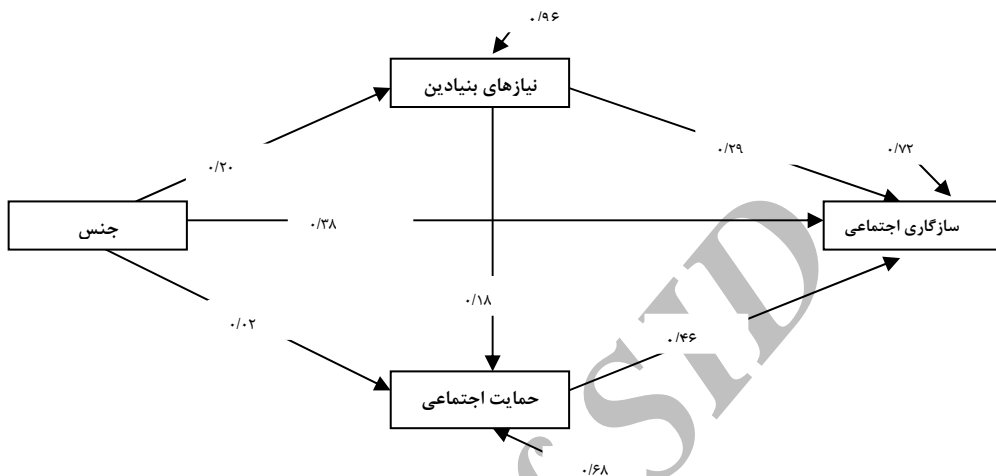 ۰/۹۶
نیازهای بنیادین
۰/۲۹
۰/۷۲
۰/۲۰
سازگاری اجتماعی
۰/۳۸
جنس
۰/۱۸
۰/۰۲
۰/۴۶
حمایت اجتماعی
۰/۶۸
SID